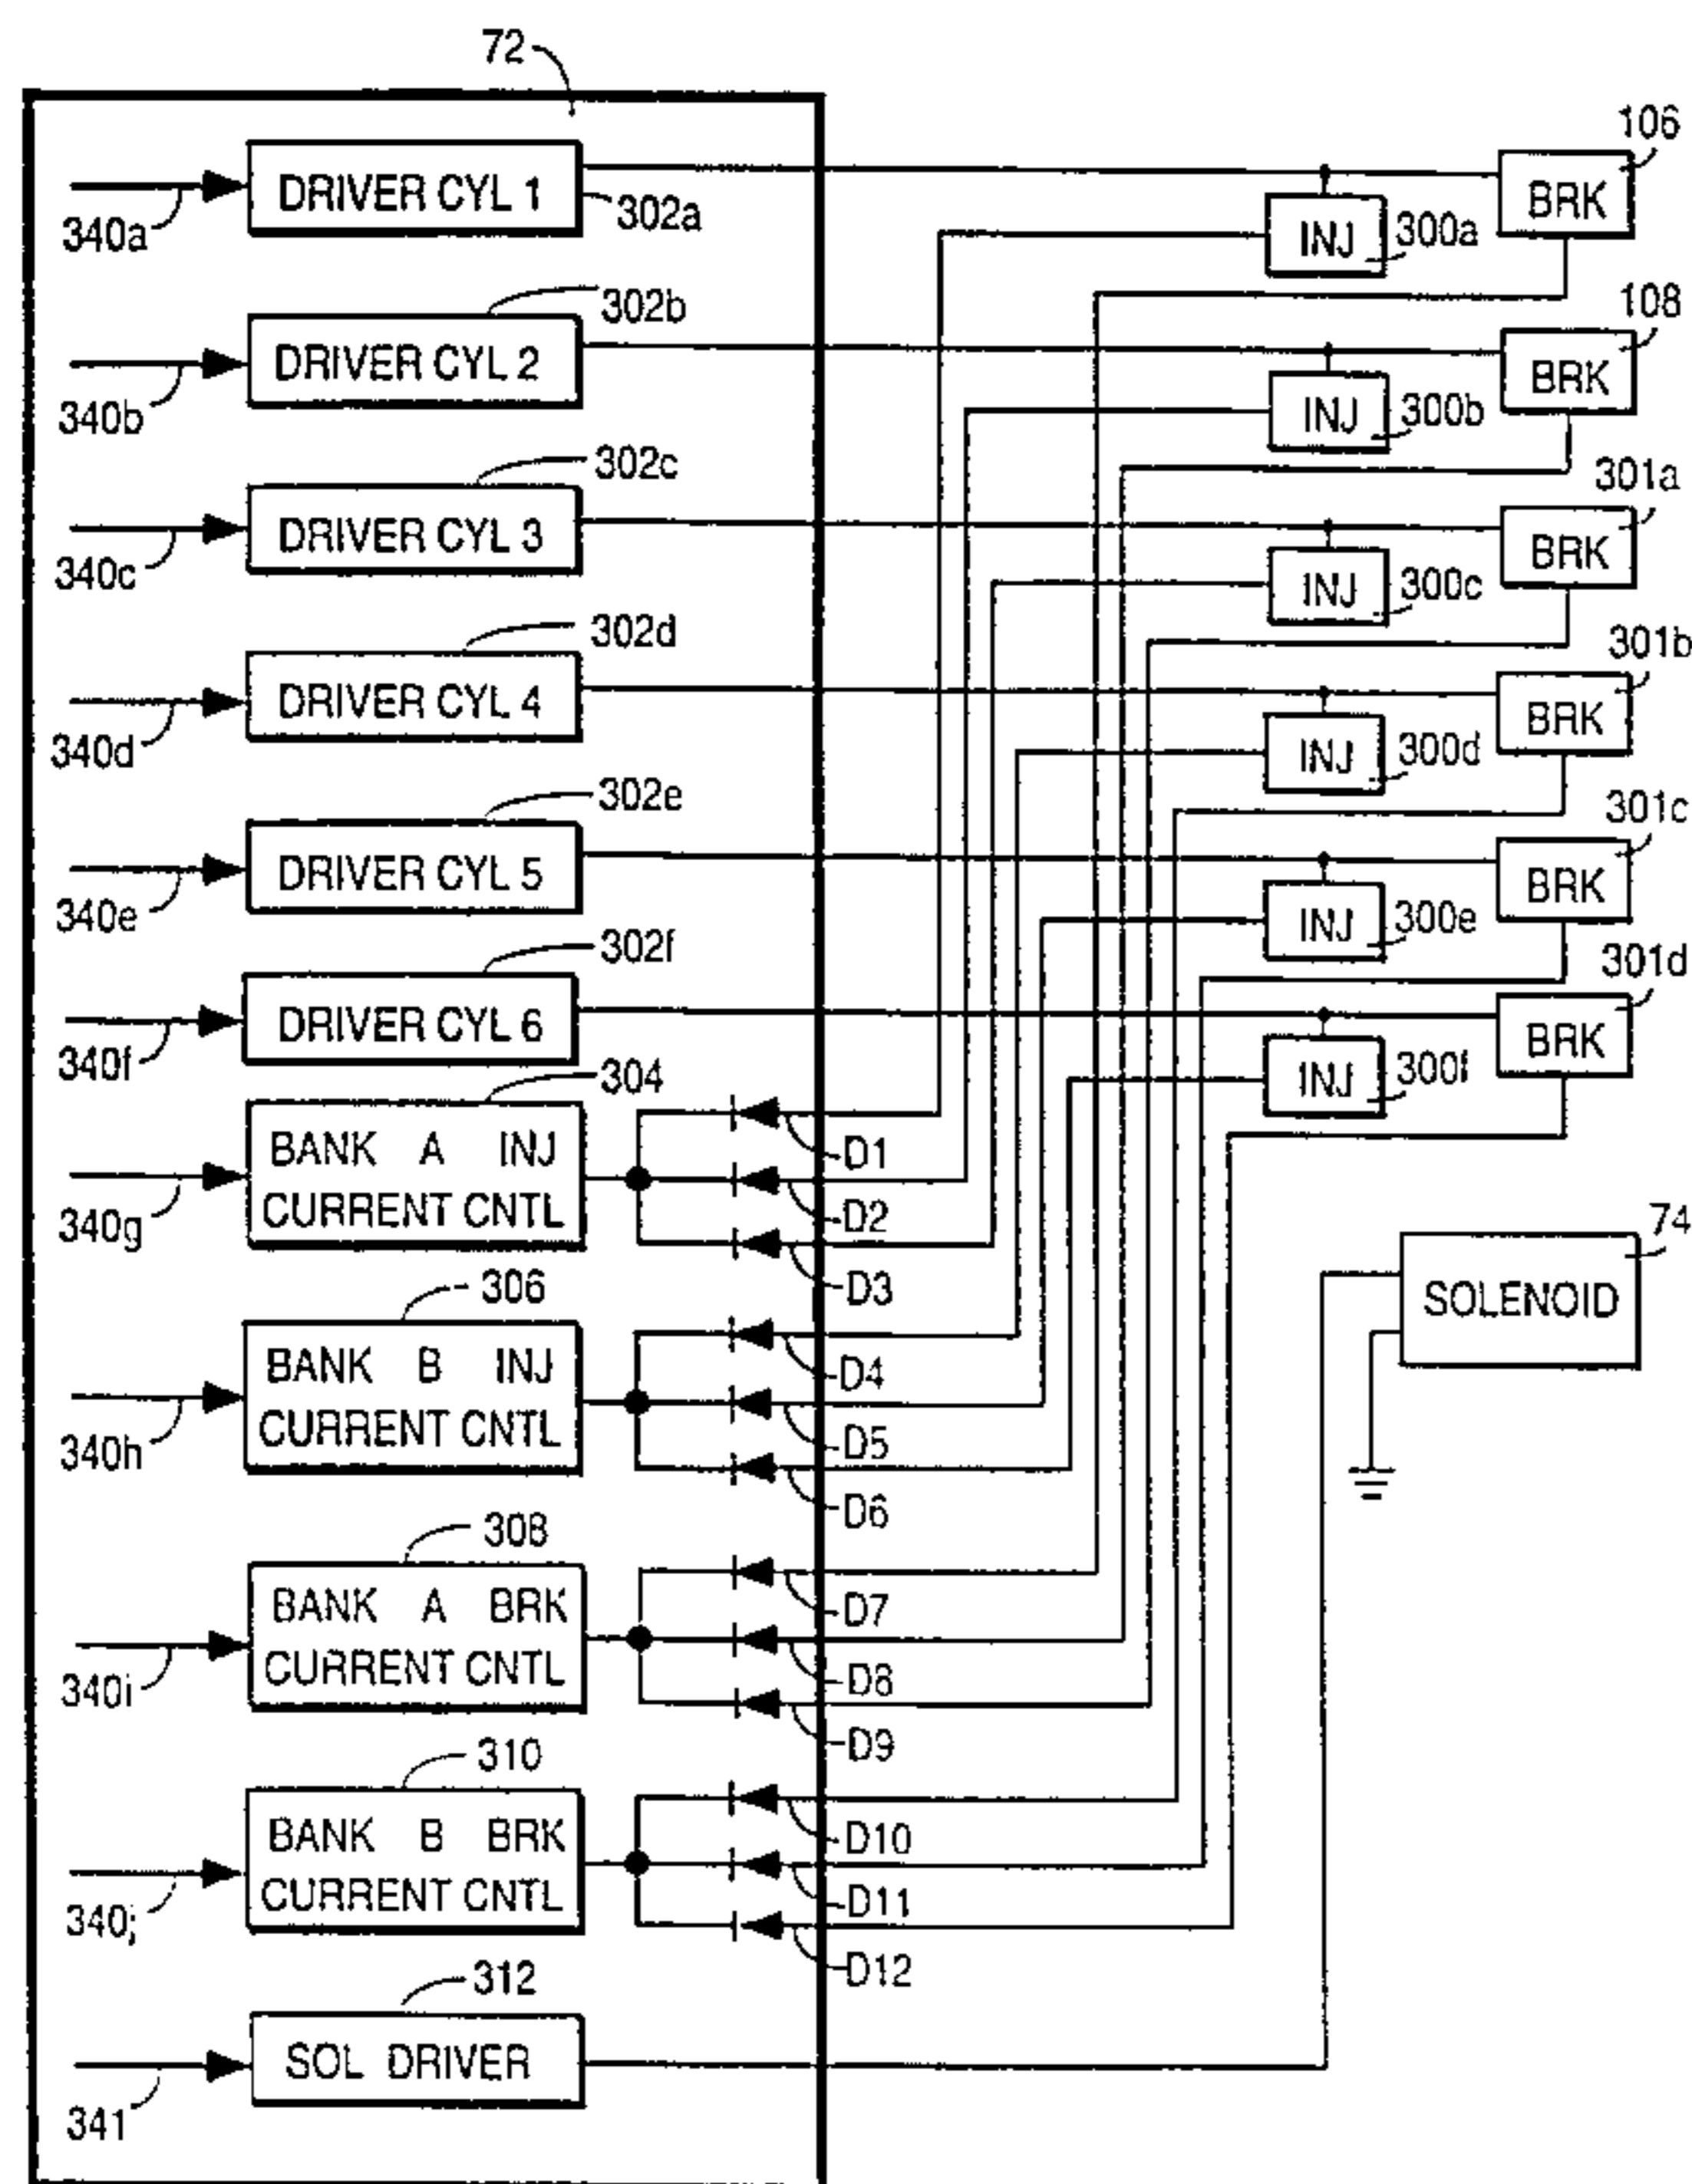 72
DRIVER CYL 1
340a
302a
106
BRK
INJ
300a
302b
DRIVER CYL 2
340b
108
BRK
INJ
300b
302c
DRIVER CYL 3
340c
301a
BRK
INJ
300c
302d
DRIVER CYL 4
340d
301b
BRK
INJ
300d
302e
DRIVER CYL 5
340e
301c
BRK
INJ
300e
302f
DRIVER CYL 6
340f
301d
BRK
INJ
300f
304
BANK A INJ
CURRENT CNTL
340g
D1
D2
D3
74
SOLENOID
306
BANK B INJ
CURRENT CNTL
340h
D4
D5
D6
308
BANK A BRK
CURRENT CNTL
340i
D7
D8
D9
310
BANK B BRK
CURRENT CNTL
340j
D10
D11
D12
312
SOL DRIVER
341